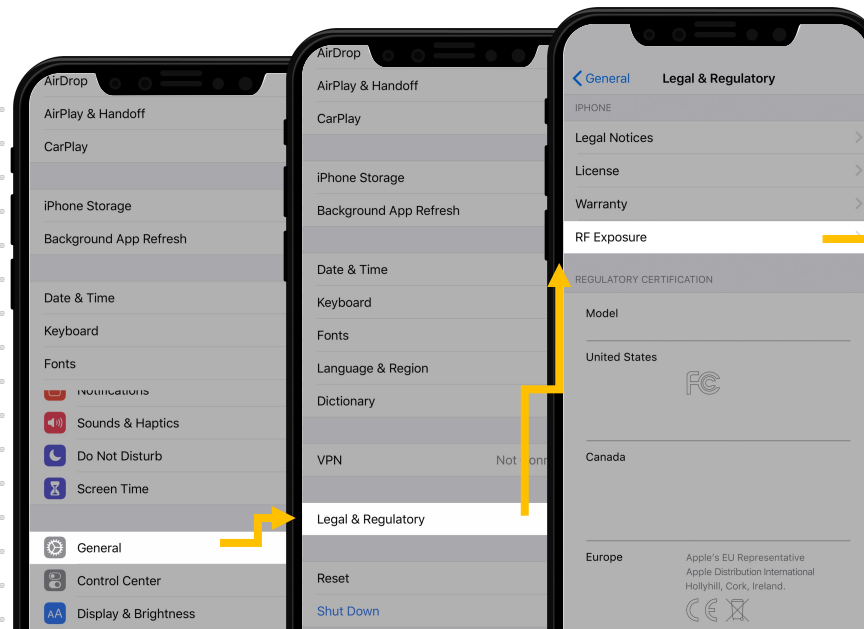 AirDrop
AirPlay & Handoff
CarPlay
iPhone Storage
Background App Refresh
Date & Time
Keyboard
Fonts
Notifications
Sounds & Haptics
Do Not Disturb
Screen Time
General
Control Center
AA Display & Brightness
AirDrop
AirPlay & Handoff
CarPlay
iPhone Storage
Background App Refresh
Date & Time
Keyboard
Fonts
Language & Region
Dictionary
VPN Not Conn
Legal & Regulatory
Reset
Shut Down
General Legal & Regulatory
IPHONE
Legal Notices
License
Warranty
RF Exposure
REGULATORY CERTIFICATION
Model
United States
FC
Canada
Europe Apple's EU Representative
Apple Distribution International
Hollyhill, Cork, Ireland.
CE